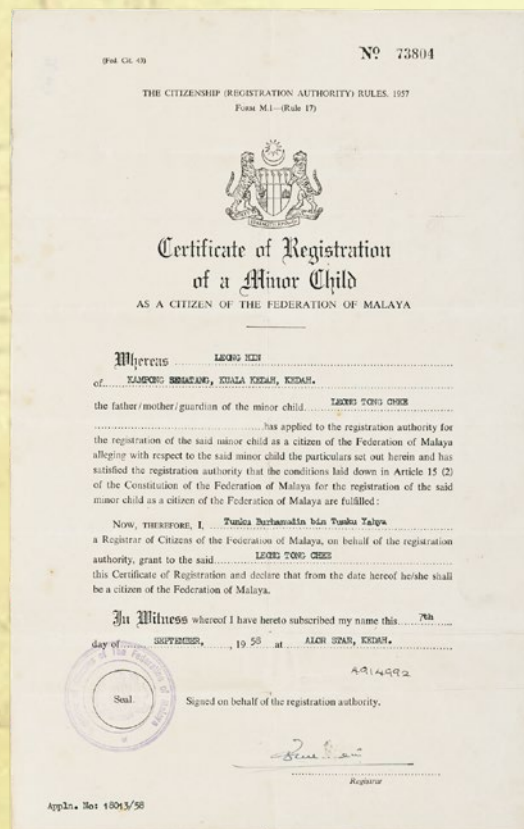 (Fed. Cit. 43)
Nº 73804
THE CITIZENSHIP (REGISTRATION AUTHORITY) RULES, 1957
FORM M.1—(Rule 17)
Certificate of Registration
of a Minor Child
AS A CITIZEN OF THE FEDERATION OF MALAYA
Whereas LEONG HIN
of KAMPONG SEMATANG, KUALA KEDAH, KEDAH.
the father/mother/guardian of the minor child LEONG TONG CHEE
has applied to the registration authority for
the registration of the said minor child as a citizen of the Federation of Malaya
alleging with respect to the said minor child the particulars set out herein and has
satisfied the registration authority that the conditions laid down in Article 15 (2)
of the Constitution of the Federation of Malaya for the registration of the said
minor child as a citizen of the Federation of Malaya are fulfilled:
NOW, THEREFORE, I, Tunku Burhanudin bin Tunku Yahya
a Registrar of Citizens of the Federation of Malaya, on behalf of the registration
authority, grant to the said LEONG TONG CHEE
this Certificate of Registration and declare that from the date hereof he/she shall
be a citizen of the Federation of Malaya.
In Witness whereof I have hereto subscribed my name this 7th
day of SEPTEMBER, 19 58 at ALOR STAR, KEDAH.
A914992
of The Federation of Malaya
Seal
Signed on behalf of the registration authority.
Registrar
Appln. No: 18013/58